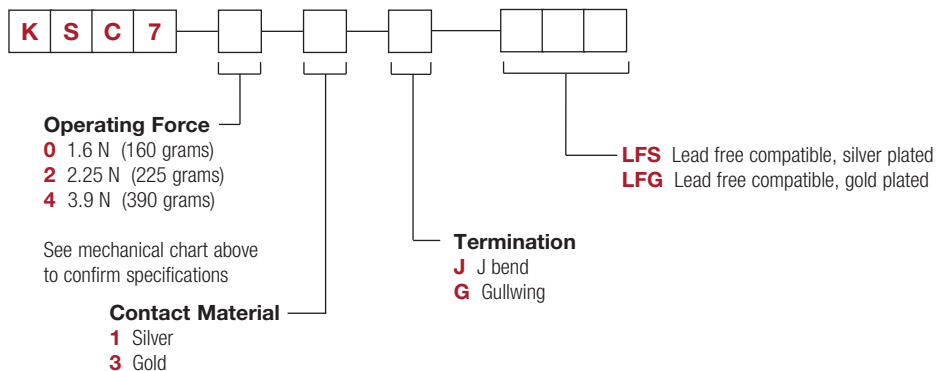 K S C 7
Operating Force
0 1.6 N (160 grams)
2 2.25 N (225 grams)
4 3.9 N (390 grams)
See mechanical chart above
to confirm specifications
Contact Material
1 Silver
3 Gold
Termination
J J bend
G Gullwing
LFS Lead free compatible, silver plated
LFG Lead free compatible, gold plated